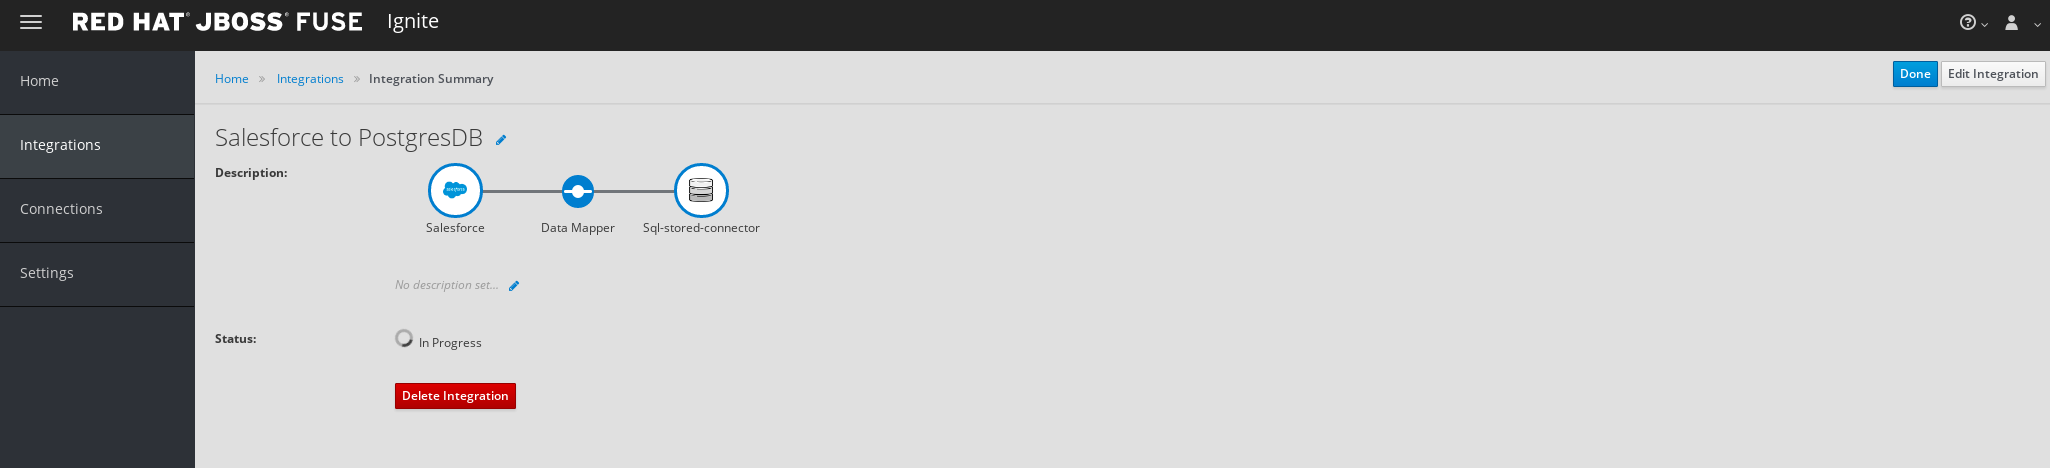 RED HAT® JBOSS® FUSE Ignite
Home
Integrations
Connections
Settings
Home » Integrations » Integration Summary
Done Edit Integration
Salesforce to PostgresDB
Description:
salesforce
Salesforce Data Mapper Sql-stored-connector
No description set...
Status: In Progress
Delete Integration